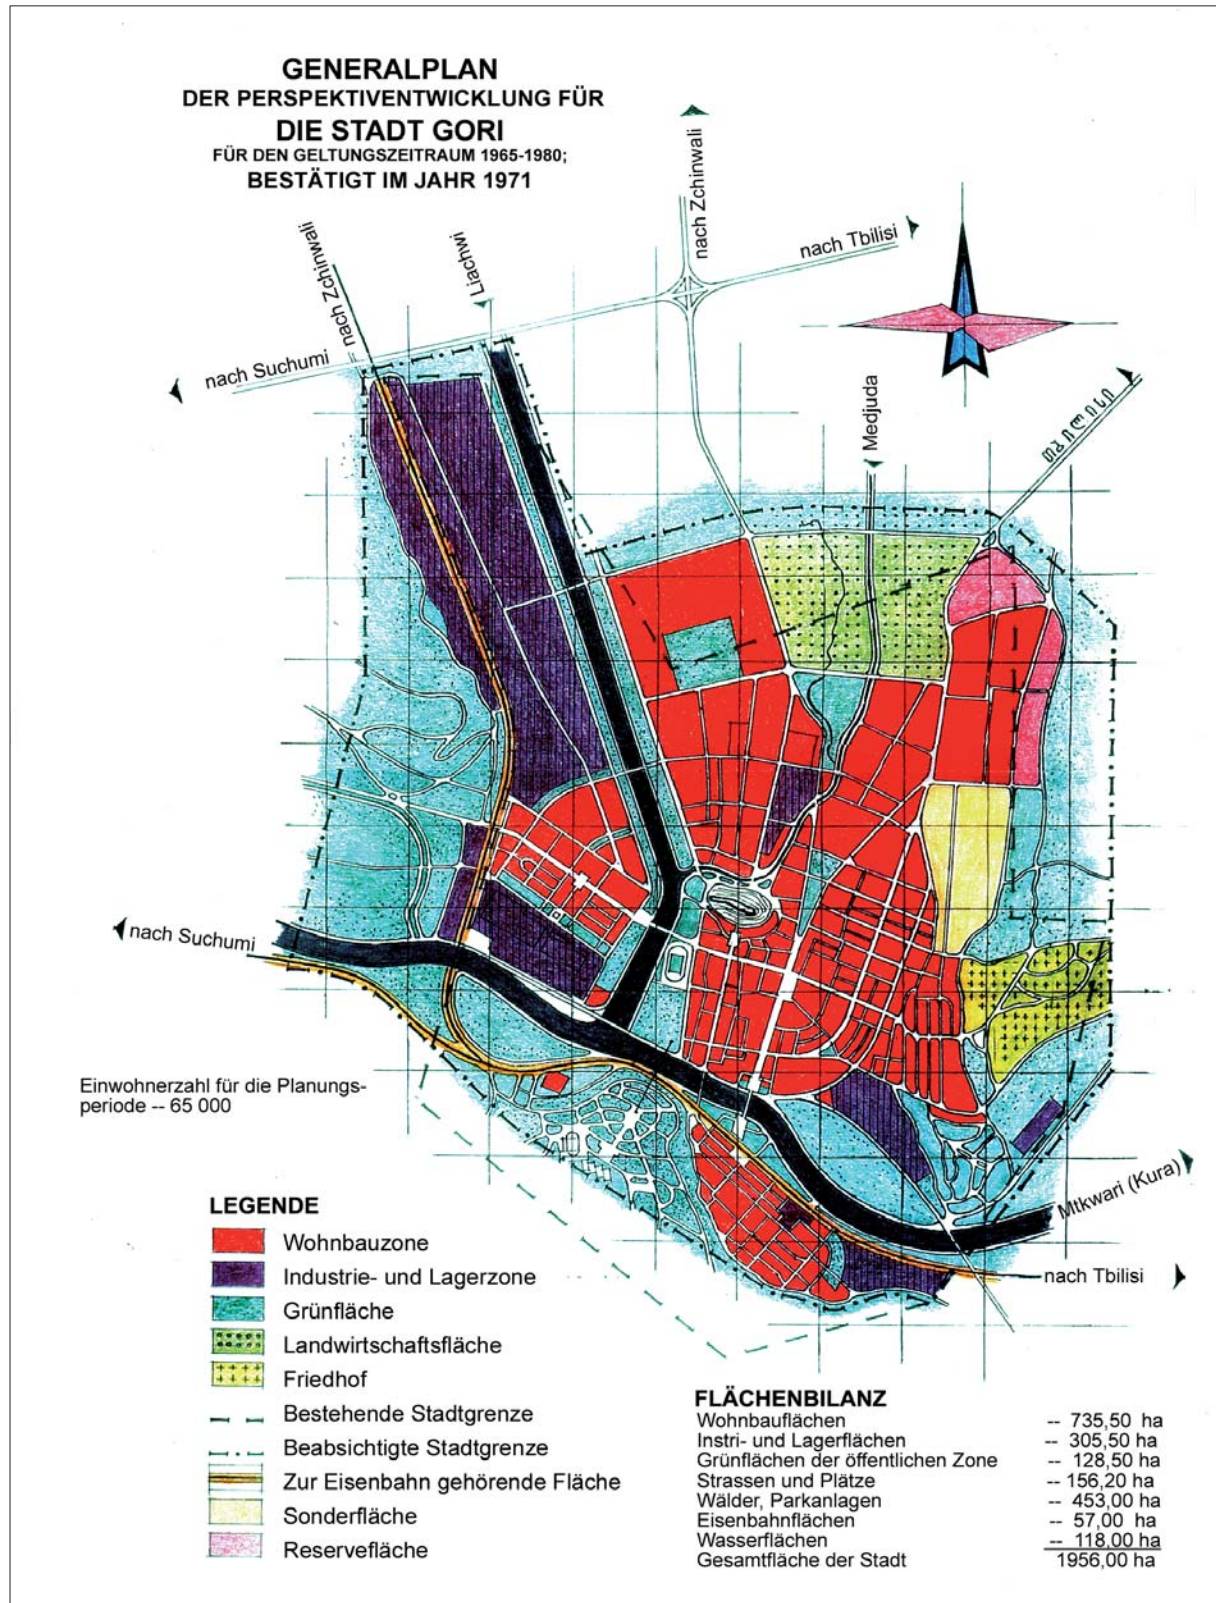 GENERALPLAN
DER PERSPEKTIVENTWICKLUNG FÜR
DIE STADT GORI
FÜR DEN GELTUNGSZEITRAUM 1965-1980;
BESTÄTIGT IM JAHR 1971
nach Zchinwali
Liachwi
nach Zchinwali
nach Tbilisi
nach Suchumi
Medjuda
თბილისი
nach Suchumi
Einwohnerzahl für die Planungs-
periode -- 65 000
Mtkwari (Kura)
nach Tbilisi
LEGENDE
Wohnbauzone
Industrie- und Lagerzone
Grünfläche
Landwirtschaftsfläche
Friedhof
Bestehende Stadtgrenze
Beabsichtigte Stadtgrenze
Zur Eisenbahn gehörende Fläche
Sonderfläche
Reservefläche
FLÄCHENBILANZ
Wohnbauflächen -- 735,50 ha
Instri- und Lagerflächen -- 305,50 ha
Grünflächen der öffentlichen Zone -- 128,50 ha
Strassen und Plätze -- 156,20 ha
Wälder, Parkanlagen -- 453,00 ha
Eisenbahnflächen -- 57,00 ha
Wasserflächen -- 118,00 ha
Gesamtfläche der Stadt 1956,00 ha